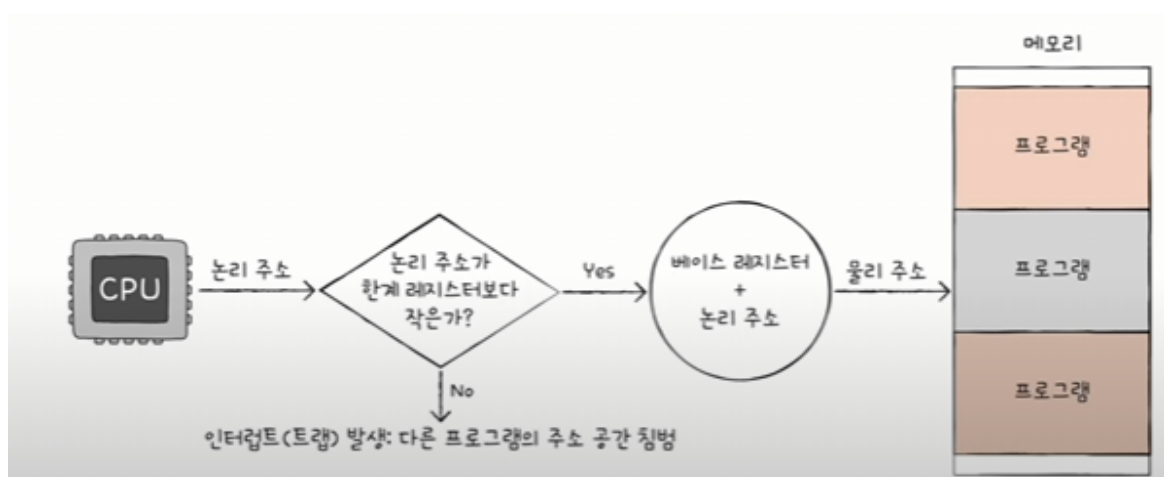 메모리
프로그램
CPU
논리 주소
논리 주소가
한계 레지스터보다
작은가?
Yes
베이스 레지스터
+
논리 주소
물리 주소
프로그램
No
프로그램
인터럽트(트랩) 발생: 다른 프로그램의 주소 공간 침범